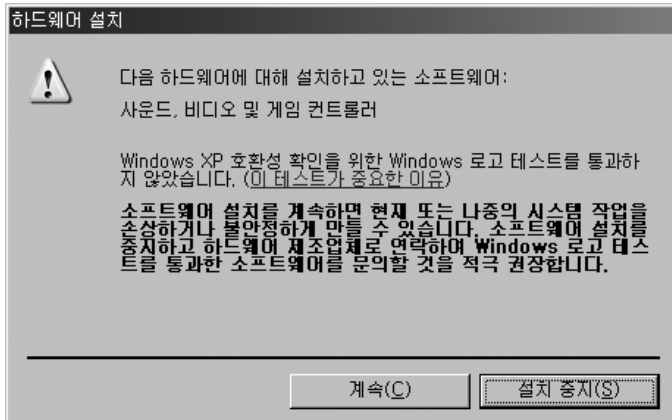 하드웨어 설치
다음 하드웨어에 대해 설치하고 있는 소프트웨어:
사운드, 비디오 및 게임 컨트롤러
Windows XP 호환성 확인을 위한 Windows 로고 테스트를 통과하
지 않았습니다. (이 테스트가 중요한 이유)
소프트웨어 설치를 계속하면 현재 또는 나중의 시스템 작업을
손상하거나 불안정하게 만들 수 있습니다. 소프트웨어 설치를
중지하고 하드웨어 제조업체로 연락하여 Windows 로고 테스
트를 통과한 소프트웨어를 문의할 것을 적극 권장합니다.
계속(C) 설치 중지(S)